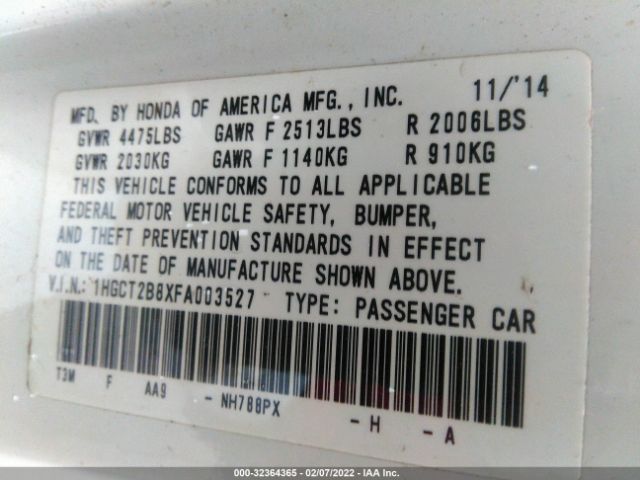 MFD. BY HONDA OF AMERICA MFG., INC. 11/'14
GVWR 4475LBS GAWR F 2513LBS R 2006LBS
GVWR 2030KG GAWR F 1140KG R 910KG
THIS VEHICLE CONFORMS TO ALL APPLICABLE
FEDERAL MOTOR VEHICLE SAFETY, BUMPER,
AND THEFT PREVENTION STANDARDS IN EFFECT
ON THE DATE OF MANUFACTURE SHOWN ABOVE.
V.I.N.: 1HGCT2B8XFA003527 TYPE: PASSENGER CAR
T3M F AA9 - NH788PX - H - A
000-32364365 - 02/07/2022 - IAA Inc.